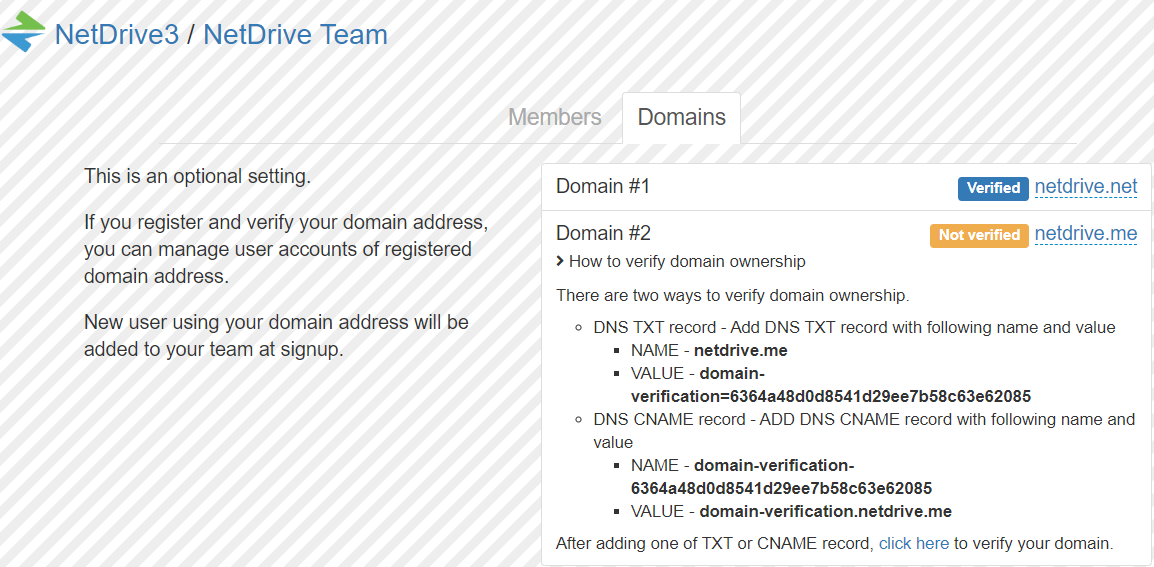 NetDrive3 / NetDrive Team
Members
Domains
This is an optional setting.
If you register and verify your domain address,
you can manage user accounts of registered
domain address.
New user using your domain address will be
added to your team at signup.
Domain #1
Verified netdrive.net
Domain #2
Not verified netdrive.me
How to verify domain ownership
There are two ways to verify domain ownership.
DNS TXT record - Add DNS TXT record with following name and value
NAME - netdrive.me
VALUE - domain-
verification=6364a48d0d8541d29ee7b58c63e62085
DNS CNAME record - ADD DNS CNAME record with following name and
value
NAME - domain-verification-
6364a48d0d8541d29ee7b58c63e62085
VALUE - domain-verification.netdrive.me
After adding one of TXT or CNAME record, click here to verify your domain.